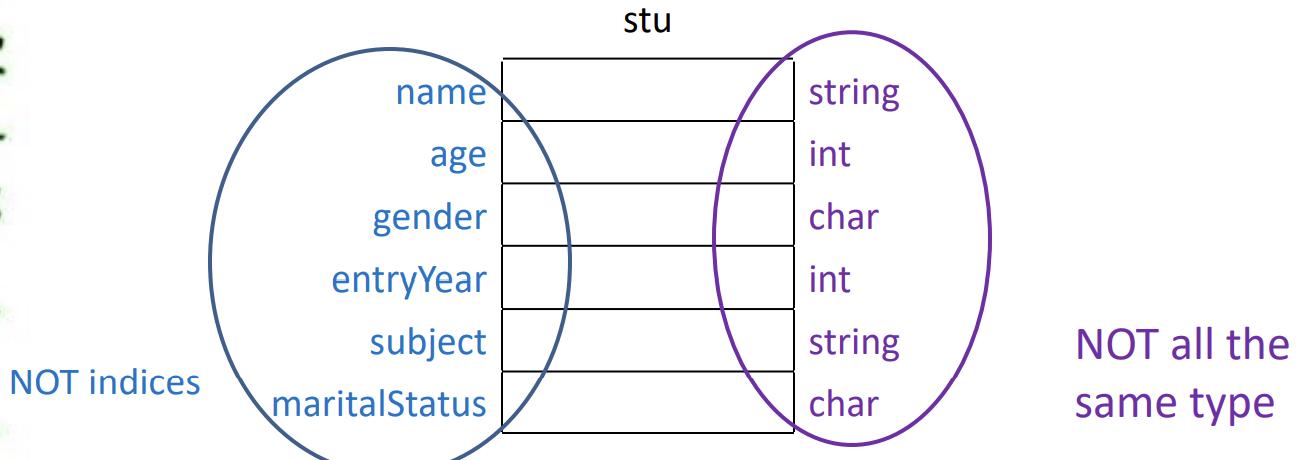 stu
name string
age int
gender char
entryYear int
subject string
NOT indices
maritalStatus char
NOT all the
same type